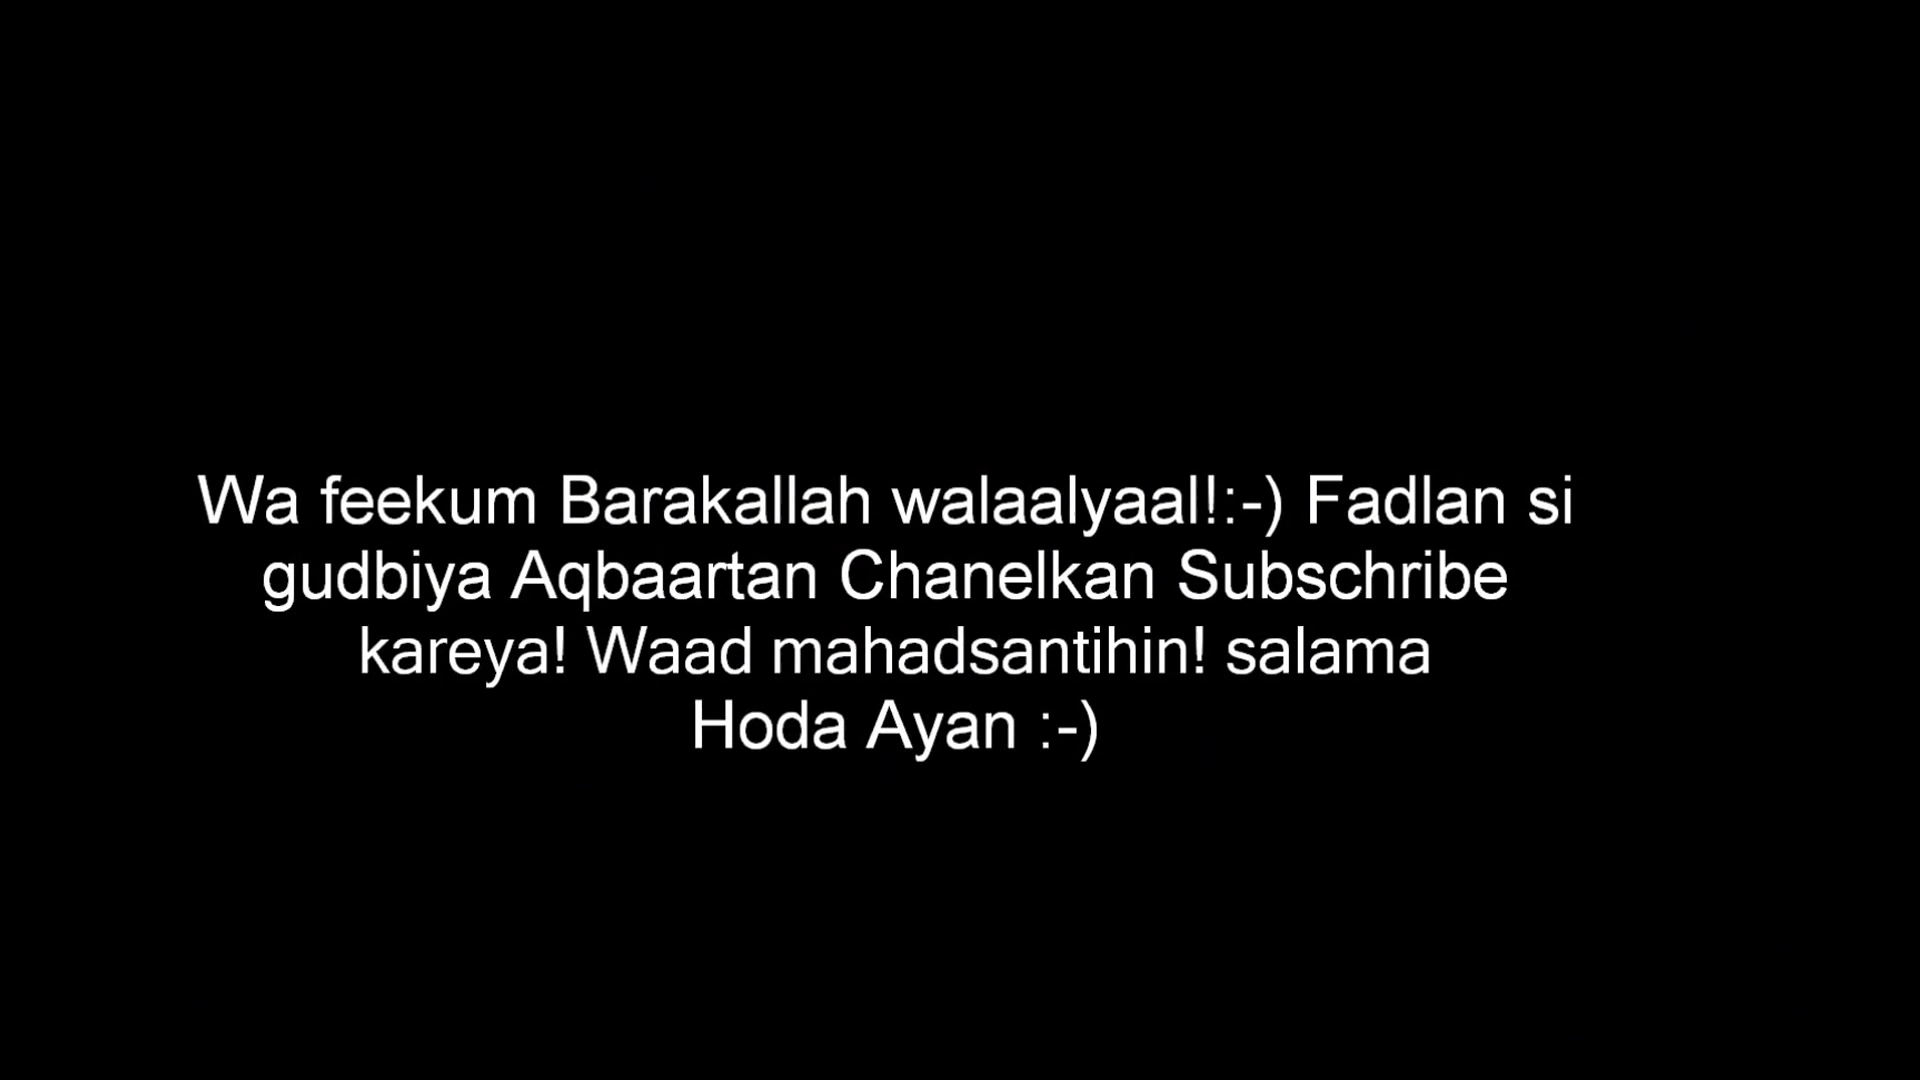 Wa feekum Barakallah walaalyaal!:-) Fadlan si
gudbiya Aqbaartan Chanelkan Subschribe
kareya! Waad mahadsantihin! salama
Hoda Ayan :-)